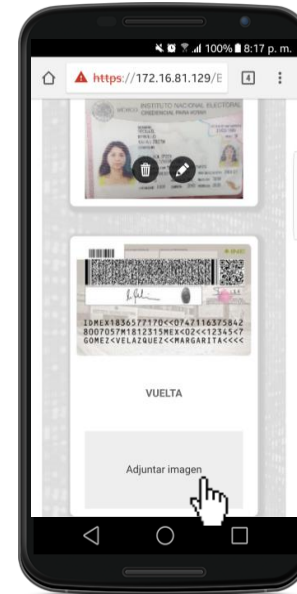 100% 8:17 p. m.
https://172.16.81.129/E
4
MÉXICO INSTITUTO NACIONAL ELECTORAL
CREDENCIAL PARA VOTAR
IDMEX1836577170<<0747116375842
8007057M1812315MEX<02<<12345<7
GOMEZ<VELAZQUEZ<<MARGARITA<<<<
VUELTA
Adjuntar imagen